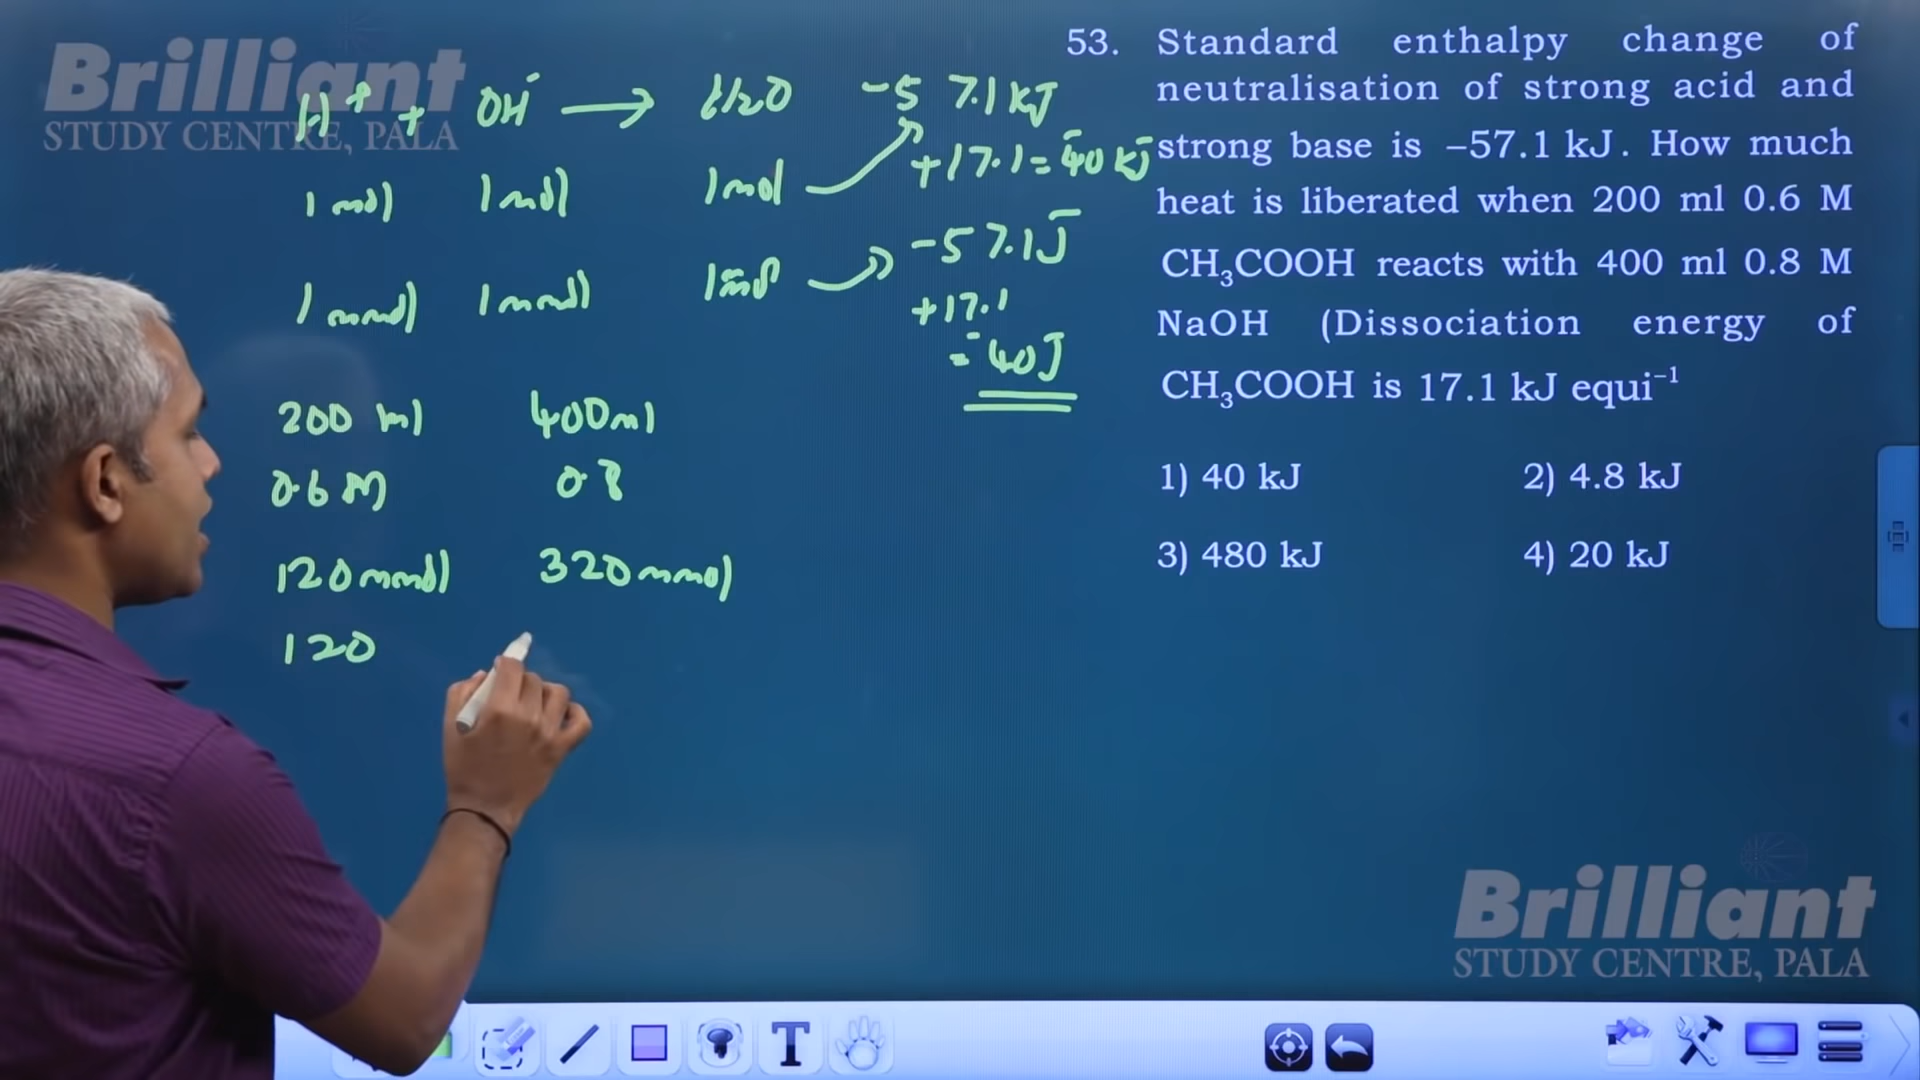 Brilliant
STUDY CENTRE, PALA
H⁺ + OH⁻ → H2O -57.1 kJ
+17.1 = -40 kJ
1 mol 1 mol 1 mol
-57.1 J
1 mmol 1 mmol
+17.1
= -40 J
200 ml 400 ml
0.6 M 0.8
120 mmol 320 mmol
120
53. Standard enthalpy change of
neutralisation of strong acid and
strong base is −57.1 kJ. How much
heat is liberated when 200 ml 0.6 M
CH₃COOH reacts with 400 ml 0.8 M
NaOH (Dissociation energy of
CH₃COOH is 17.1 kJ equi⁻¹
1) 40 kJ 2) 4.8 kJ
3) 480 kJ 4) 20 kJ
Brilliant
STUDY CENTRE, PALA
T